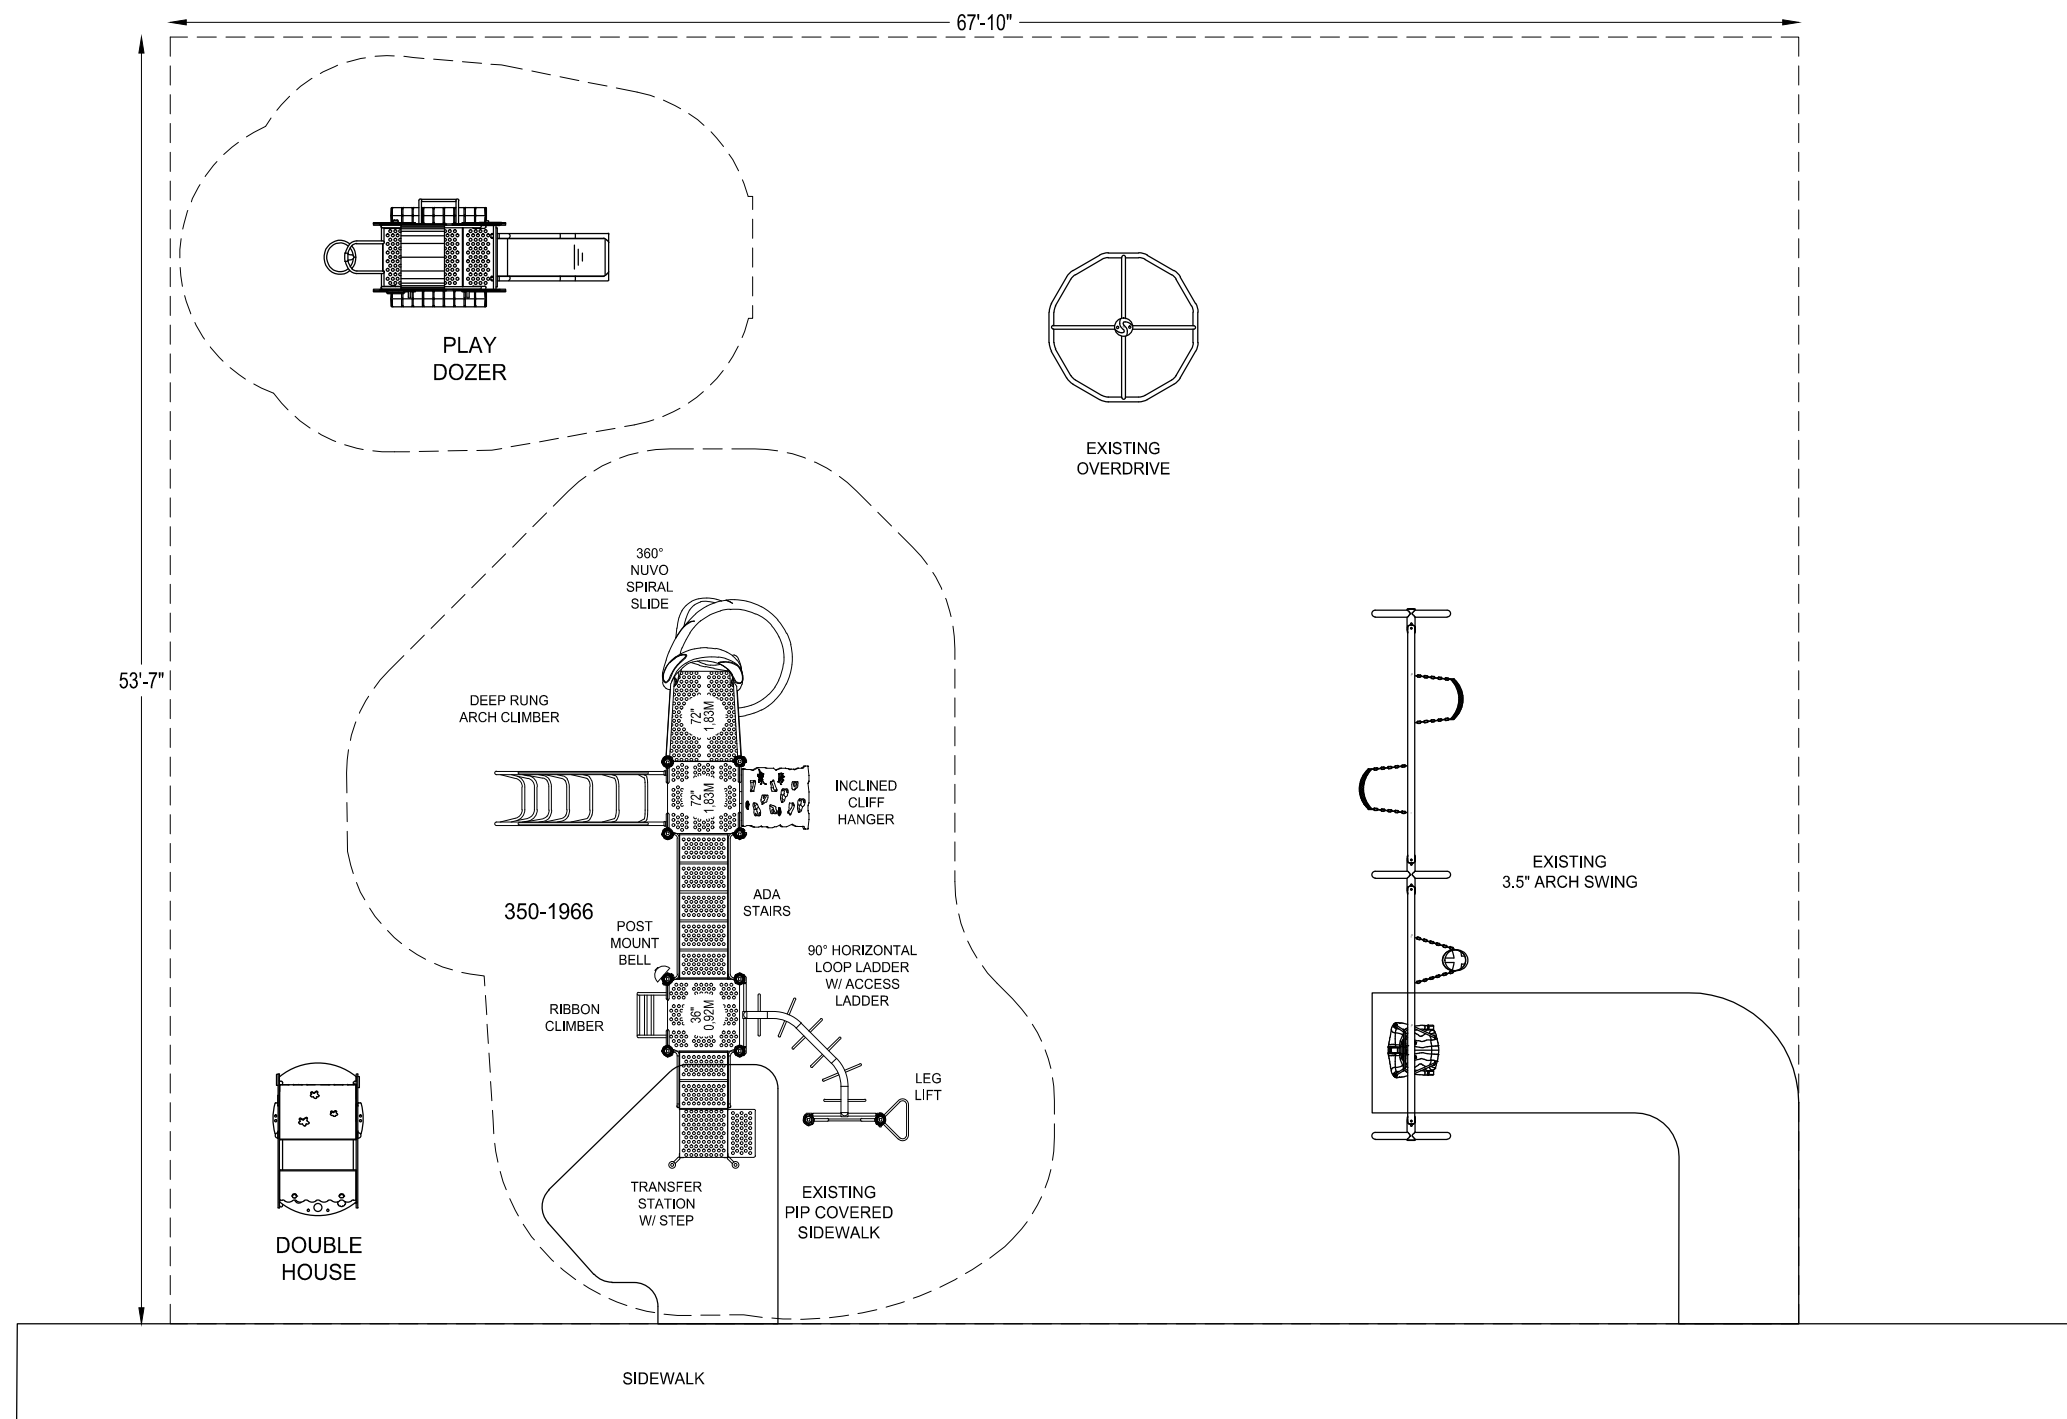 67'-10"
53'-7"
PLAY
DOZER
EXISTING
OVERDRIVE
360°
NUVO
SPIRAL
SLIDE
DEEP RUNG
ARCH CLIMBER
72"
1,83M
72"
1,83M
INCLINED
CLIFF
HANGER
EXISTING
3.5" ARCH SWING
ADA
STAIRS
350-1966
POST
MOUNT
BELL
90° HORIZONTAL
LOOP LADDER
W/ ACCESS
LADDER
36"
0,92M
RIBBON
CLIMBER
LEG
LIFT
TRANSFER
STATION
W/ STEP
EXISTING
PIP COVERED
SIDEWALK
DOUBLE
HOUSE
SIDEWALK